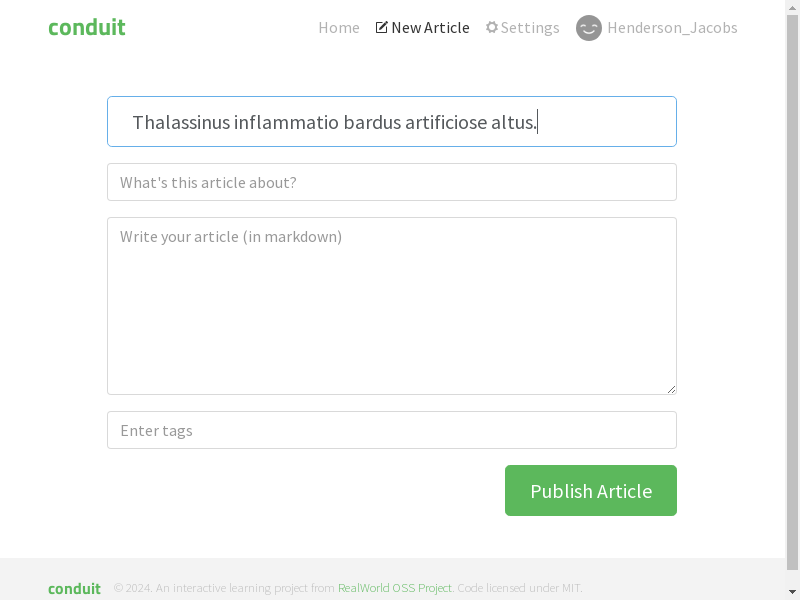 conduit
Home New Article Settings Henderson_Jacobs
Thalassinus inflammatio bardus artificiose altus.
What's this article about?
Write your article (in markdown)
Enter tags
Publish Article
conduit © 2024. An interactive learning project from RealWorld OSS Project. Code licensed under MIT.